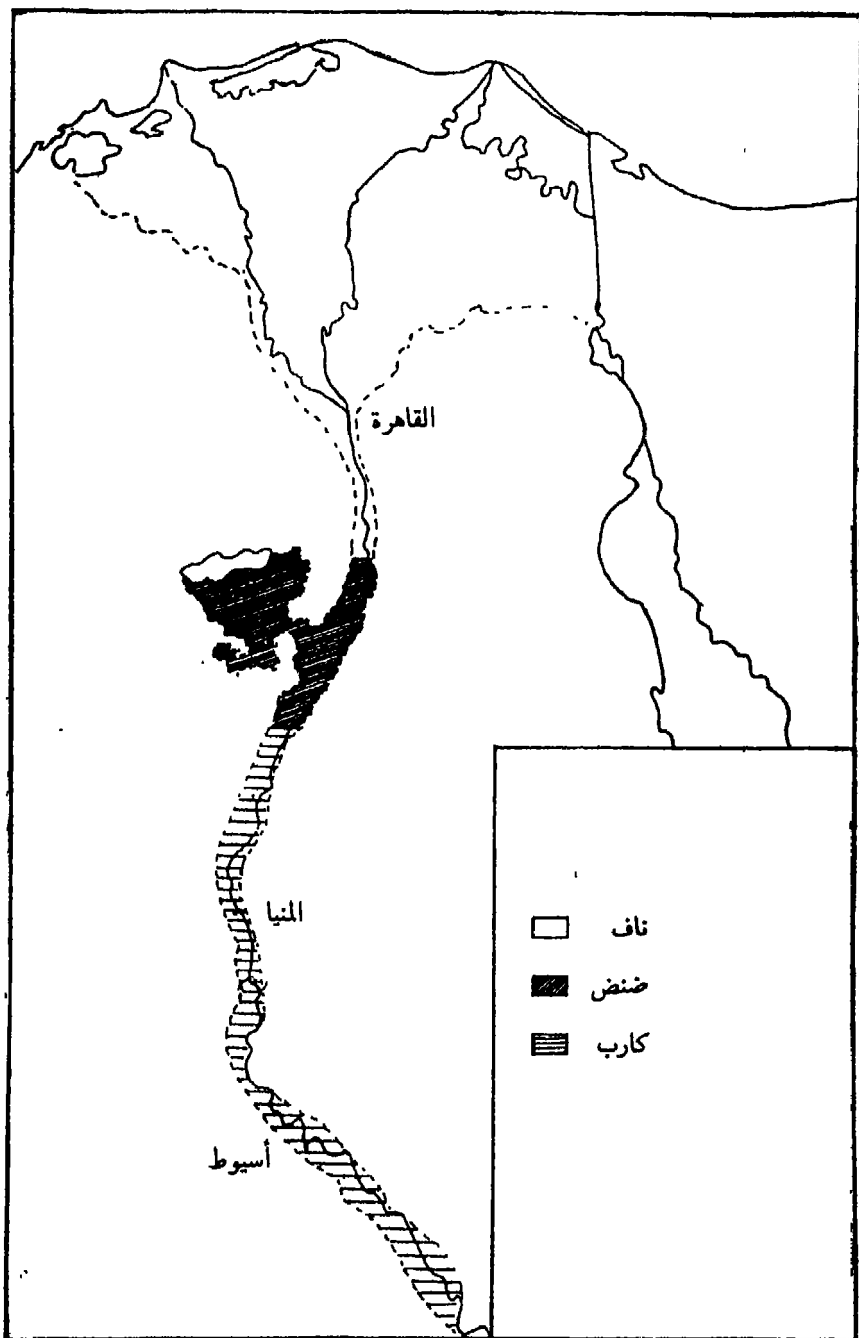 القاهرة
المنيا
أسيوط
ناف
ضنض
كارب